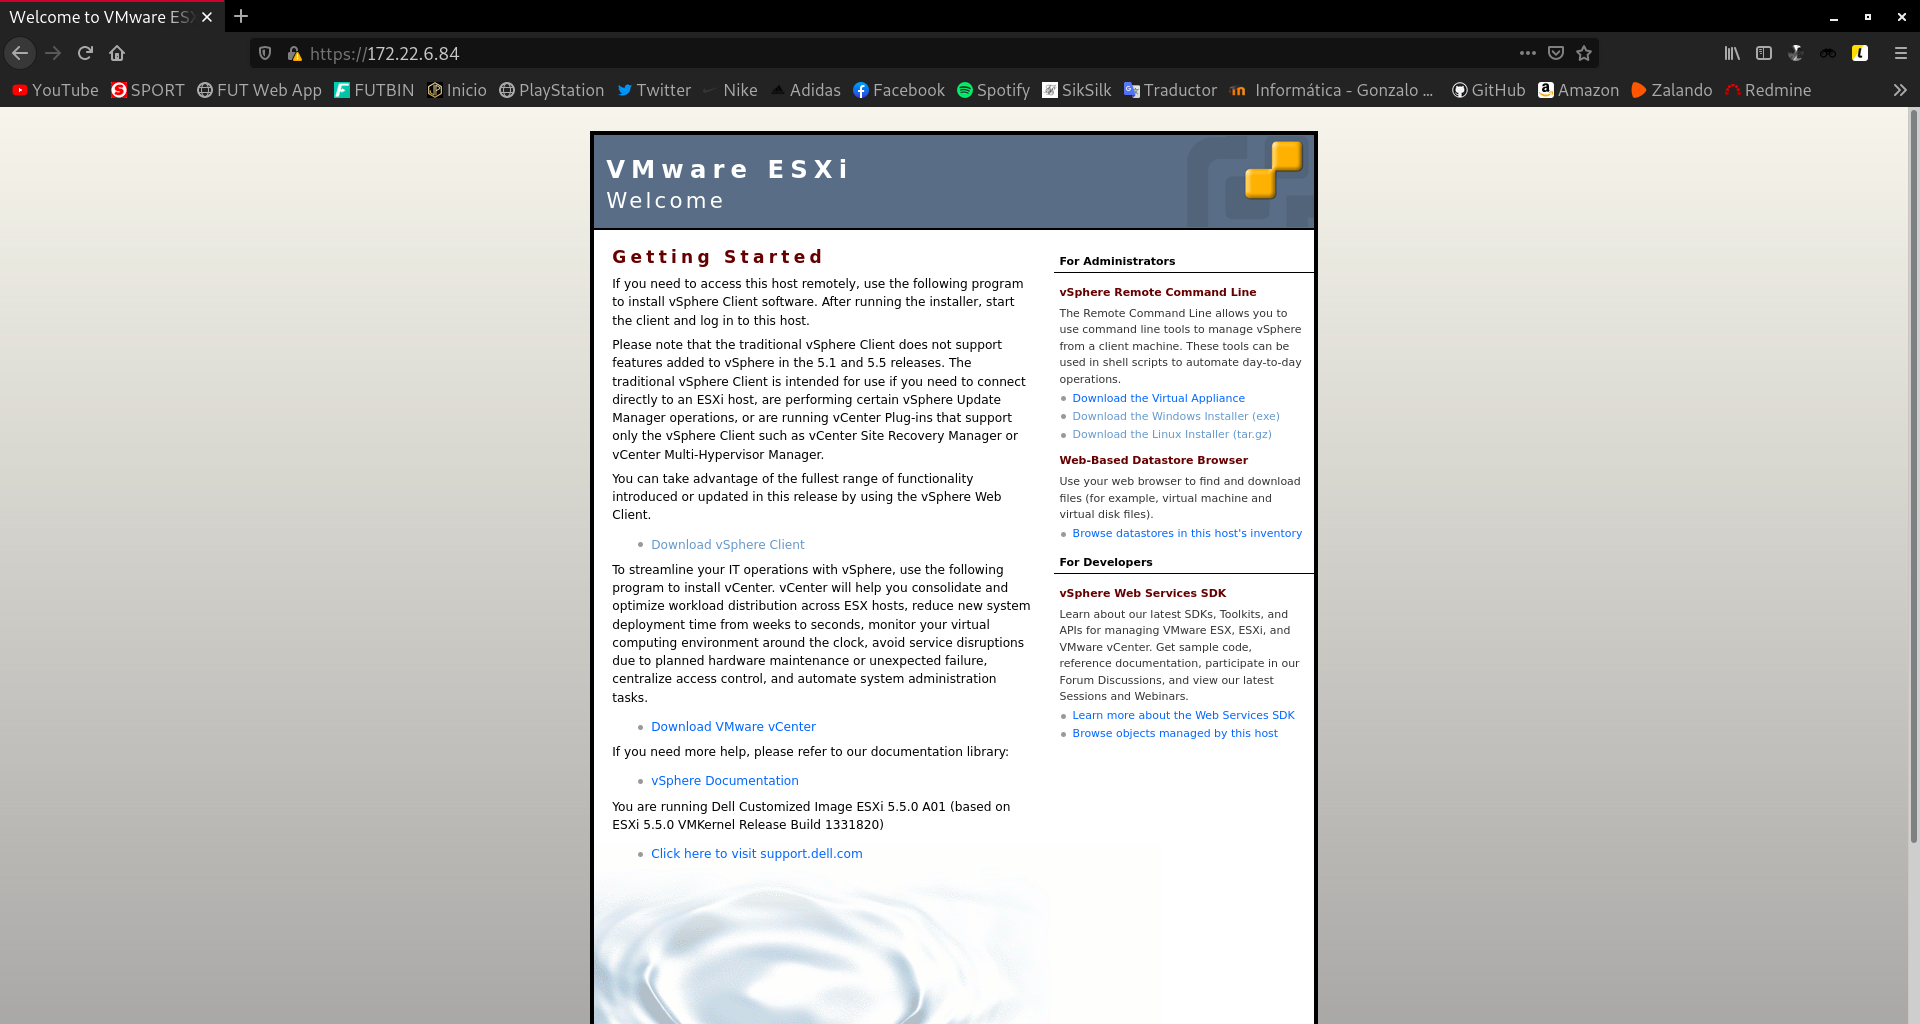 Welcome to VMware ES
https://172.22.6.84
YouTube SPORT FUT Web App FUTBIN Inicio PlayStation Twitter Nike Adidas Facebook Spotify SikSilk Traductor Informática - Gonzalo ... GitHub Amazon Zalando Redmine
VMware ESXi
Welcome
Getting Started
If you need to access this host remotely, use the following program
to install vSphere Client software. After running the installer, start
the client and log in to this host.
Please note that the traditional vSphere Client does not support
features added to vSphere in the 5.1 and 5.5 releases. The
traditional vSphere Client is intended for use if you need to connect
directly to an ESXi host, are performing certain vSphere Update
Manager operations, or are running vCenter Plug-ins that support
only the vSphere Client such as vCenter Site Recovery Manager or
vCenter Multi-Hypervisor Manager.
You can take advantage of the fullest range of functionality
introduced or updated in this release by using the vSphere Web
Client.
Download vSphere Client
To streamline your IT operations with vSphere, use the following
program to install vCenter. vCenter will help you consolidate and
optimize workload distribution across ESX hosts, reduce new system
deployment time from weeks to seconds, monitor your virtual
computing environment around the clock, avoid service disruptions
due to planned hardware maintenance or unexpected failure,
centralize access control, and automate system administration
tasks.
Download VMware vCenter
If you need more help, please refer to our documentation library:
vSphere Documentation
You are running Dell Customized Image ESXi 5.5.0 A01 (based on
ESXi 5.5.0 VMKernel Release Build 1331820)
Click here to visit support.dell.com
For Administrators
vSphere Remote Command Line
The Remote Command Line allows you to
use command line tools to manage vSphere
from a client machine. These tools can be
used in shell scripts to automate day-to-day
operations.
Download the Virtual Appliance
Download the Windows Installer (exe)
Download the Linux Installer (tar.gz)
Web-Based Datastore Browser
Use your web browser to find and download
files (for example, virtual machine and
virtual disk files).
Browse datastores in this host's inventory
For Developers
vSphere Web Services SDK
Learn about our latest SDKs, Toolkits, and
APIs for managing VMware ESX, ESXi, and
VMware vCenter. Get sample code,
reference documentation, participate in our
Forum Discussions, and view our latest
Sessions and Webinars.
Learn more about the Web Services SDK
Browse objects managed by this host